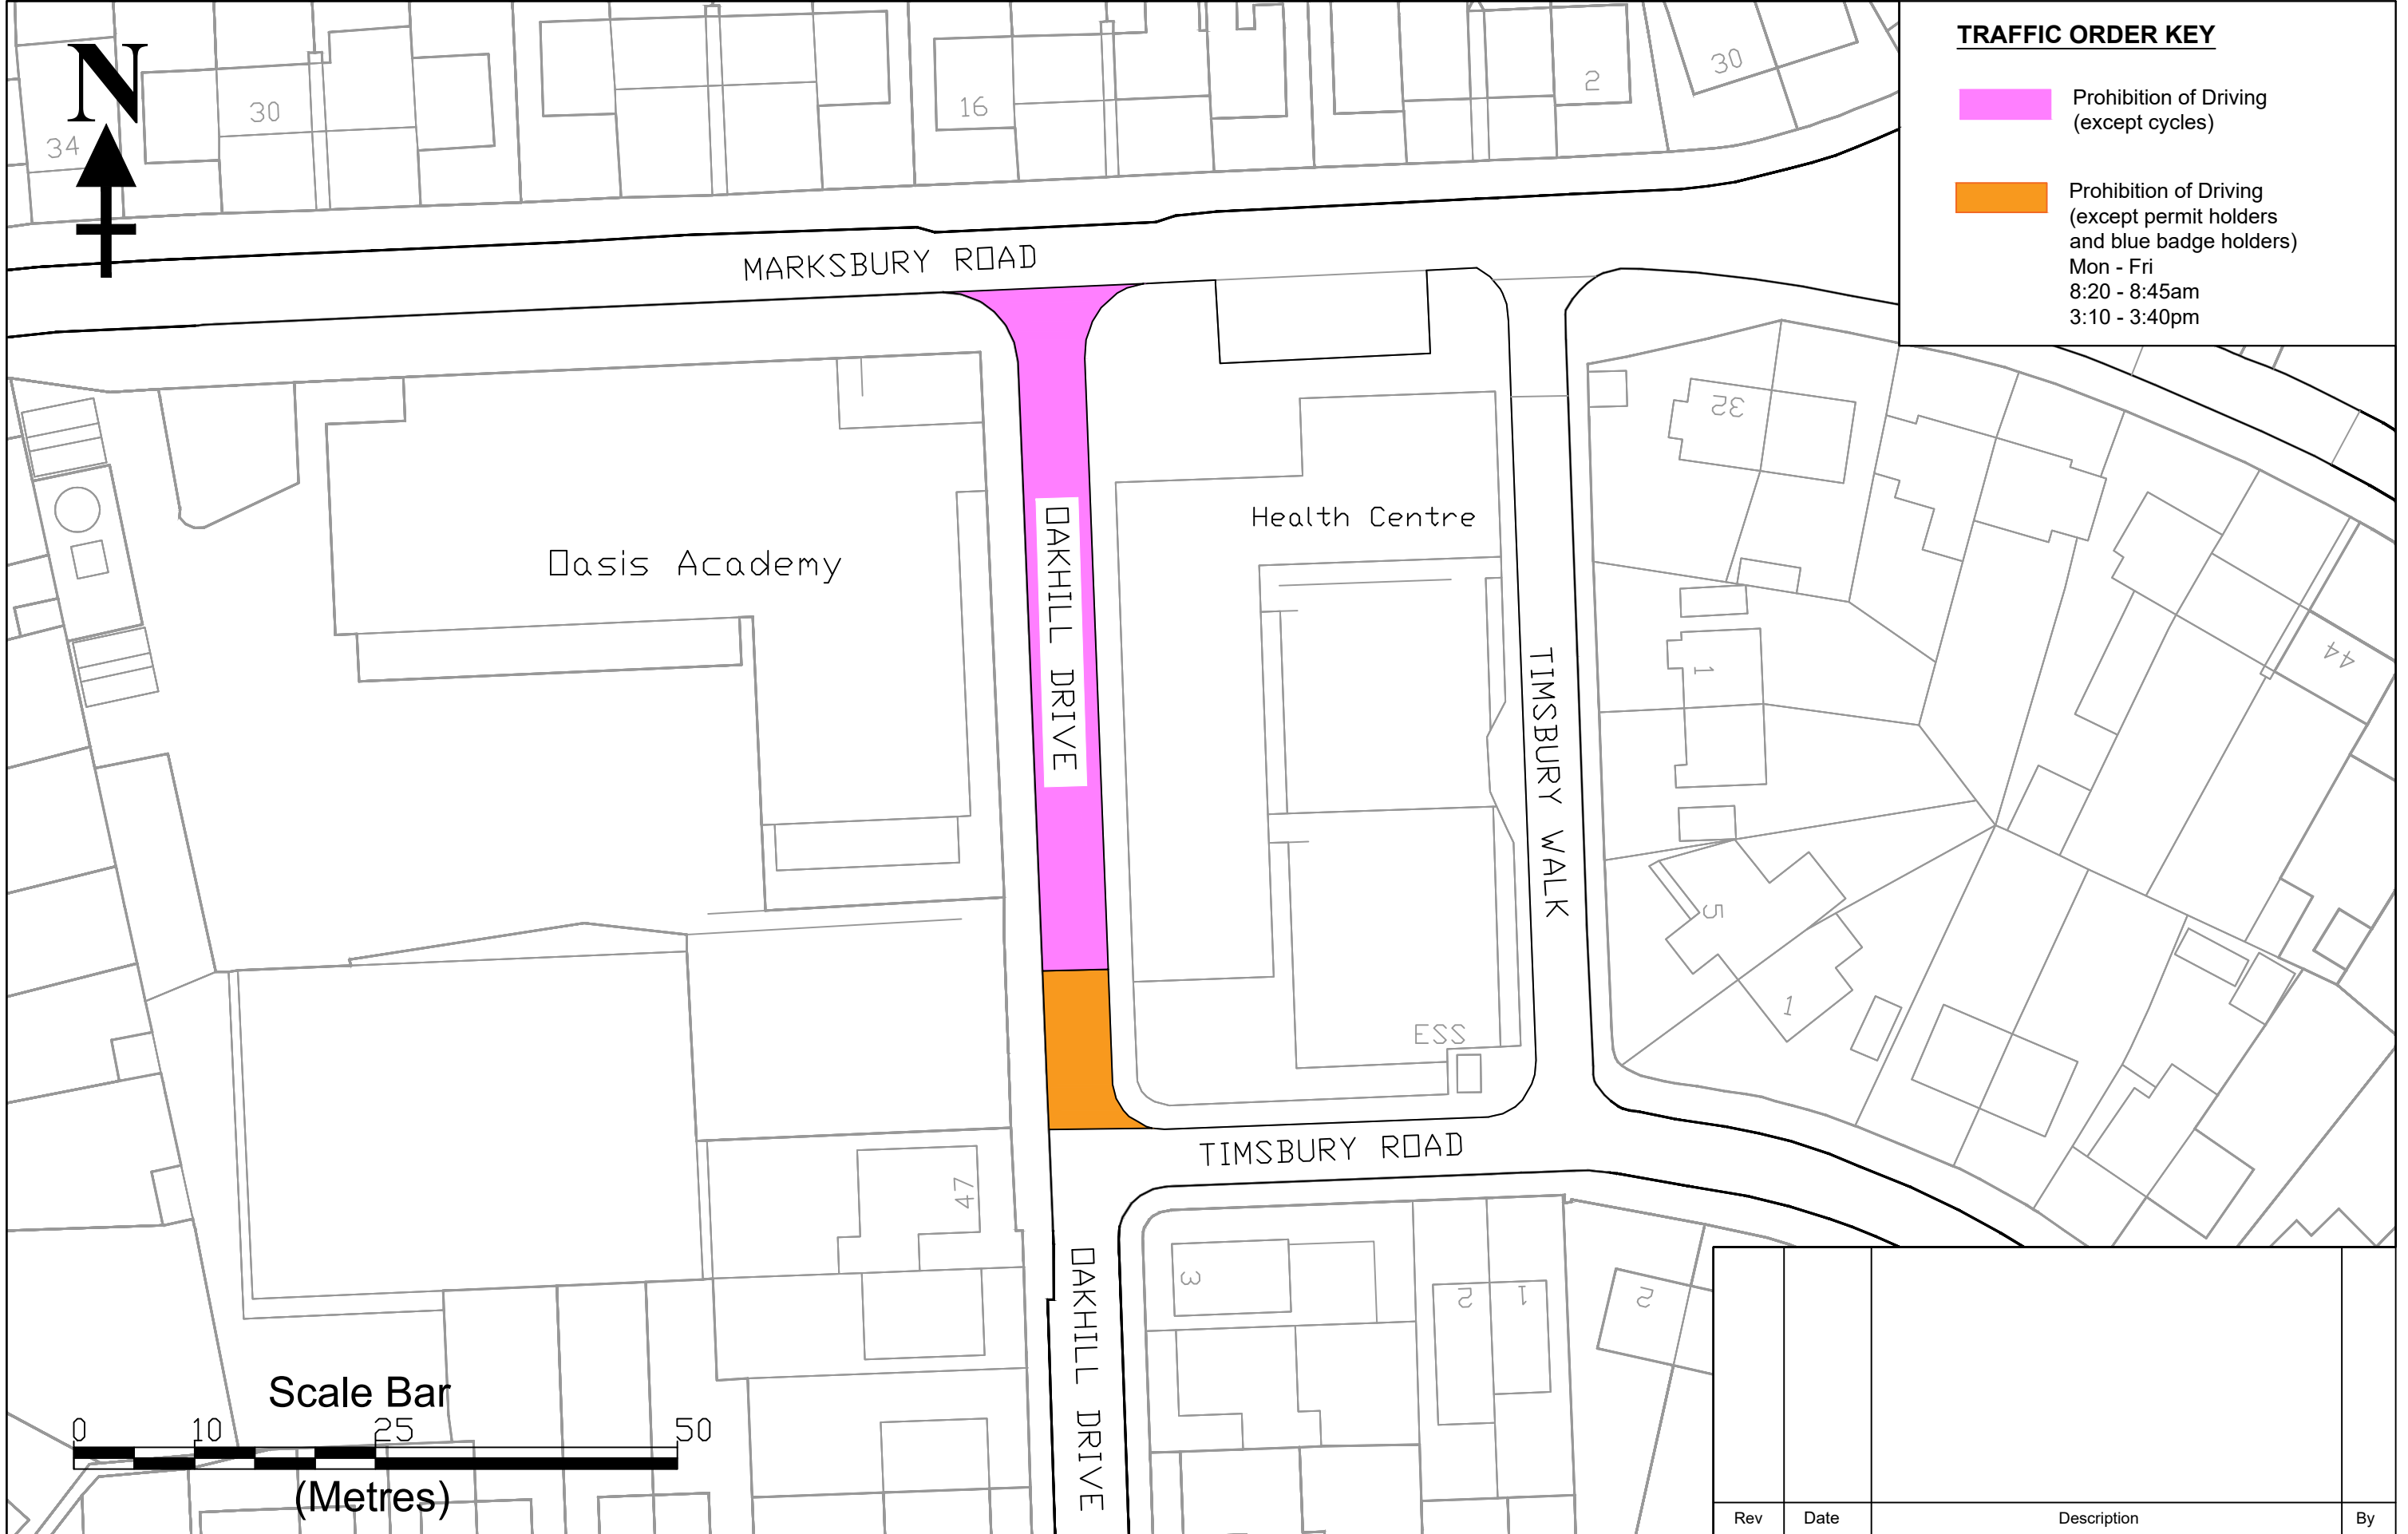 TRAFFIC ORDER KEY
Prohibition of Driving
(except cycles)
Prohibition of Driving
(except permit holders
and blue badge holders)
Mon - Fri
8:20 - 8:45am
3:10 - 3:40pm
N
34
30
16
2
30
MARKSBURY ROAD
32
Oasis Academy
OAKHILL DRIVE
Health Centre
TIMSBURY WALK
1
44
5
1
ESS
TIMSBURY ROAD
47
OAKHILL DRIVE
3
2
1
2
Scale Bar
0 10 25 50
(Metres)
Rev Date Description By